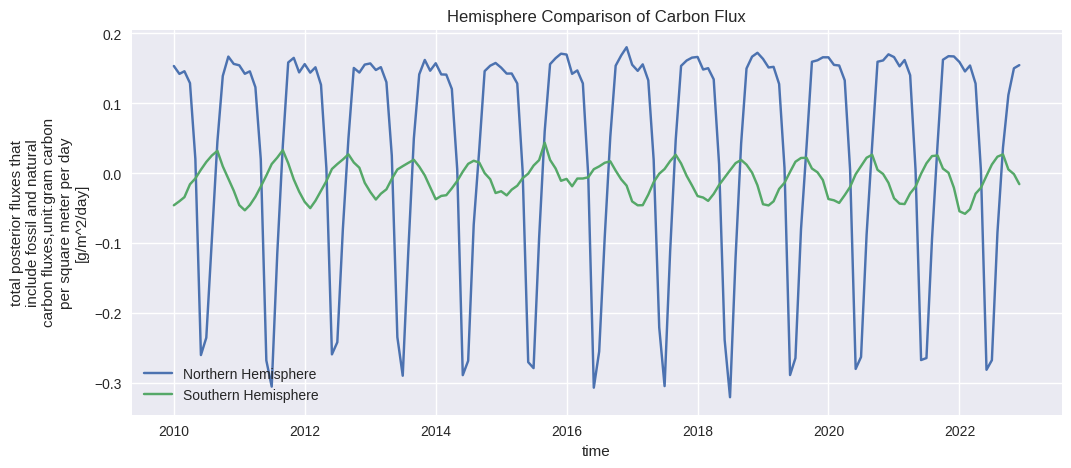 Hemisphere Comparison of Carbon Flux
total posterior fluxes that
include fossil and natural
carbon fluxes,unit:gram carbon
per square meter per day
[g/m^2/day]
0.2
0.1
0.0
−0.1
−0.2
−0.3
Northern Hemisphere
Southern Hemisphere
2010 2012 2014 2016 2018 2020 2022
time